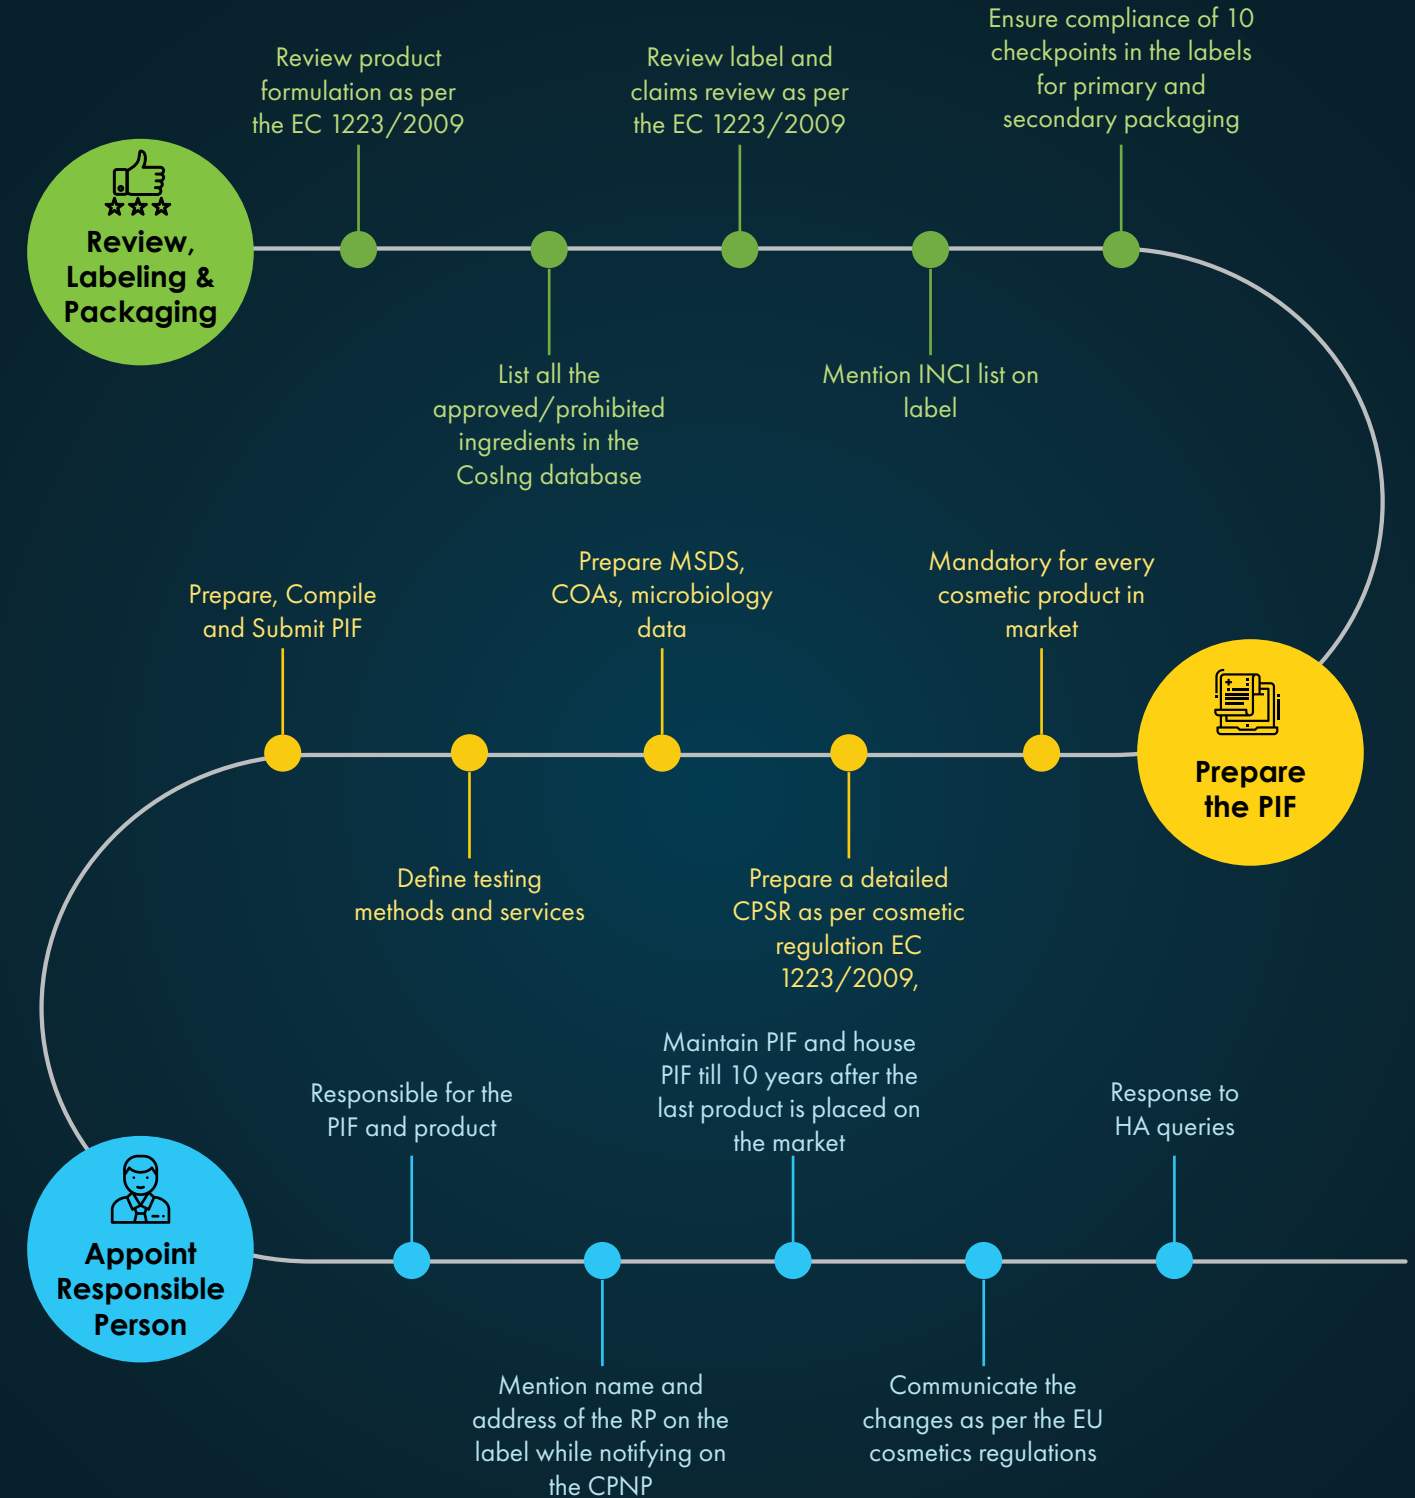 Review,
Labeling &
Packaging
Review product
formulation as per
the EC 1223/2009
List all the
approved/prohibited
ingredients in the
CosIng database
Review label and
claims review as per
the EC 1223/2009
Mention INCI list on
label
Ensure compliance of 10
checkpoints in the labels
for primary and
secondary packaging
Prepare
the PIF
Mandatory for every
cosmetic product in
market
Prepare a detailed
CPSR as per cosmetic
regulation EC
1223/2009,
Prepare MSDS,
COAs, microbiology
data
Define testing
methods and services
Prepare, Compile
and Submit PIF
Appoint
Responsible
Person
Responsible for the
PIF and product
Mention name and
address of the RP on the
label while notifying on
the CPNP
Maintain PIF and house
PIF till 10 years after the
last product is placed on
the market
Communicate the
changes as per the EU
cosmetics regulations
Response to
HA queries